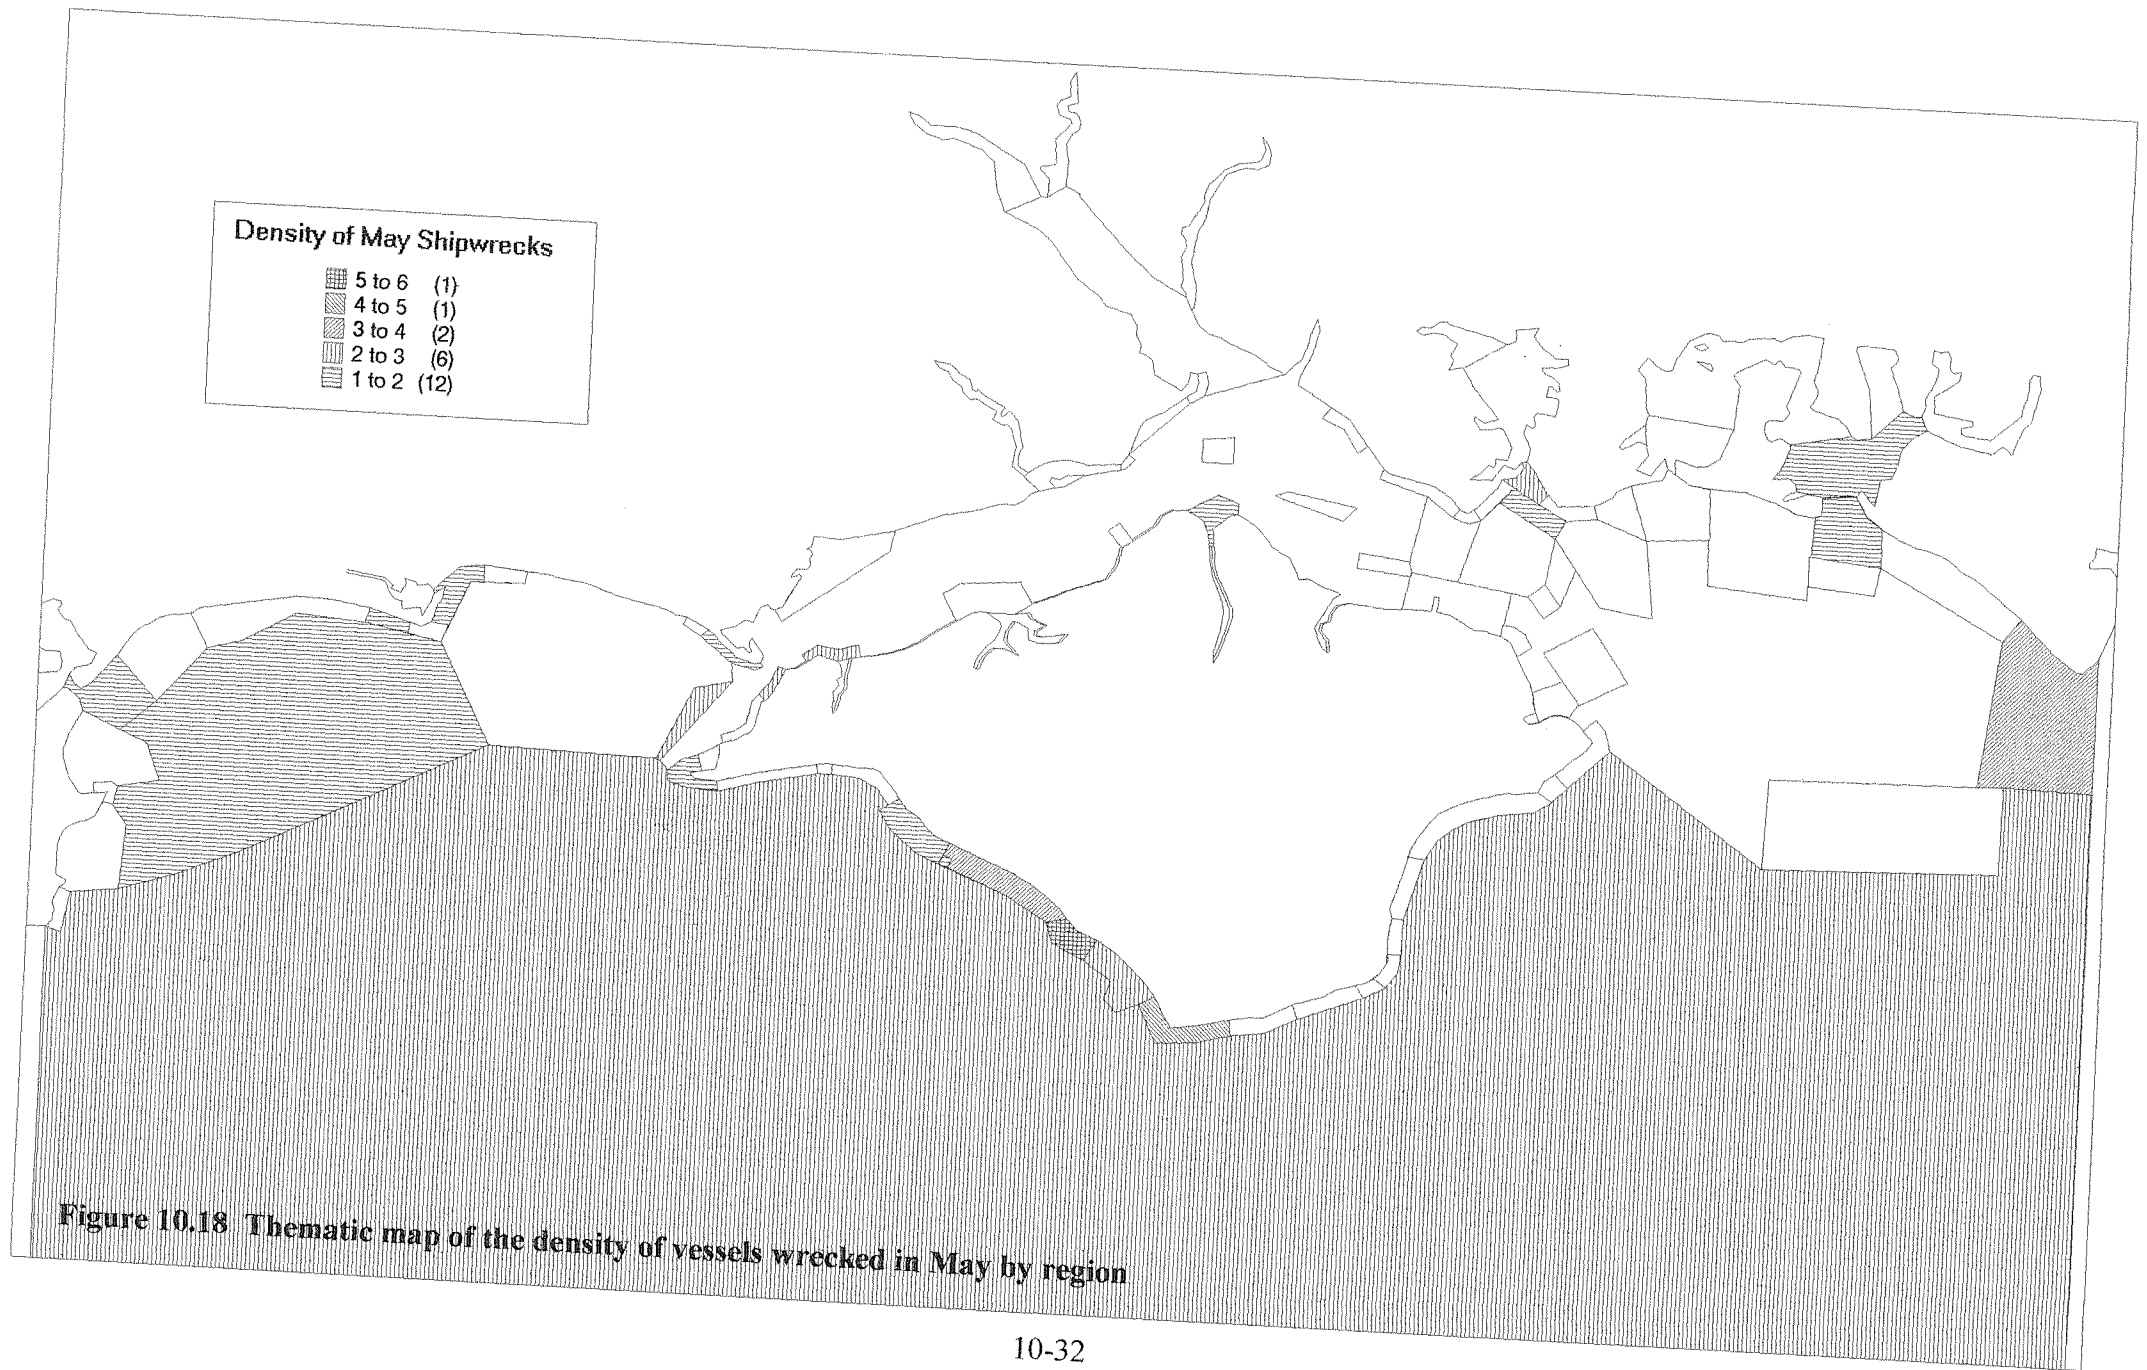 Density of May Shipwrecks
5 to 6 (1)
4 to 5 (1)
3 to 4 (2)
2 to 3 (6)
1 to 2 (12)
Figure 10.18 Thematic map of the density of vessels wrecked in May by region
10-32